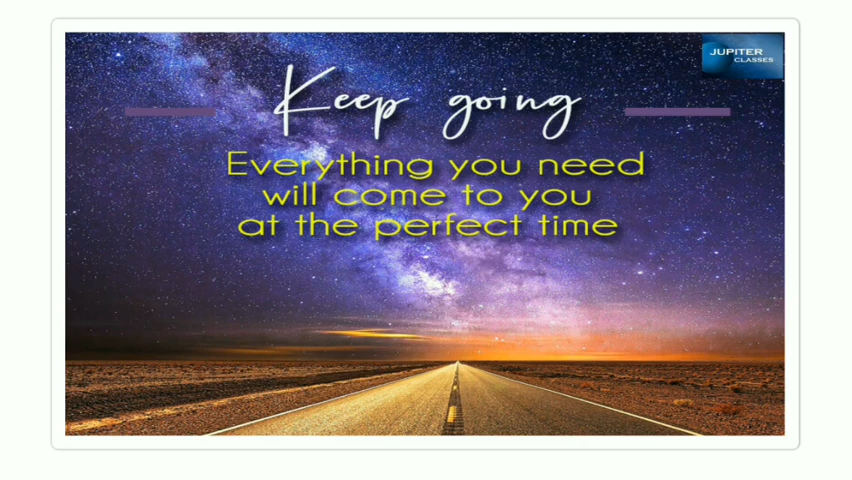 JUPITER
CLASSES
Keep going
Everything you need
will come to you
at the perfect time